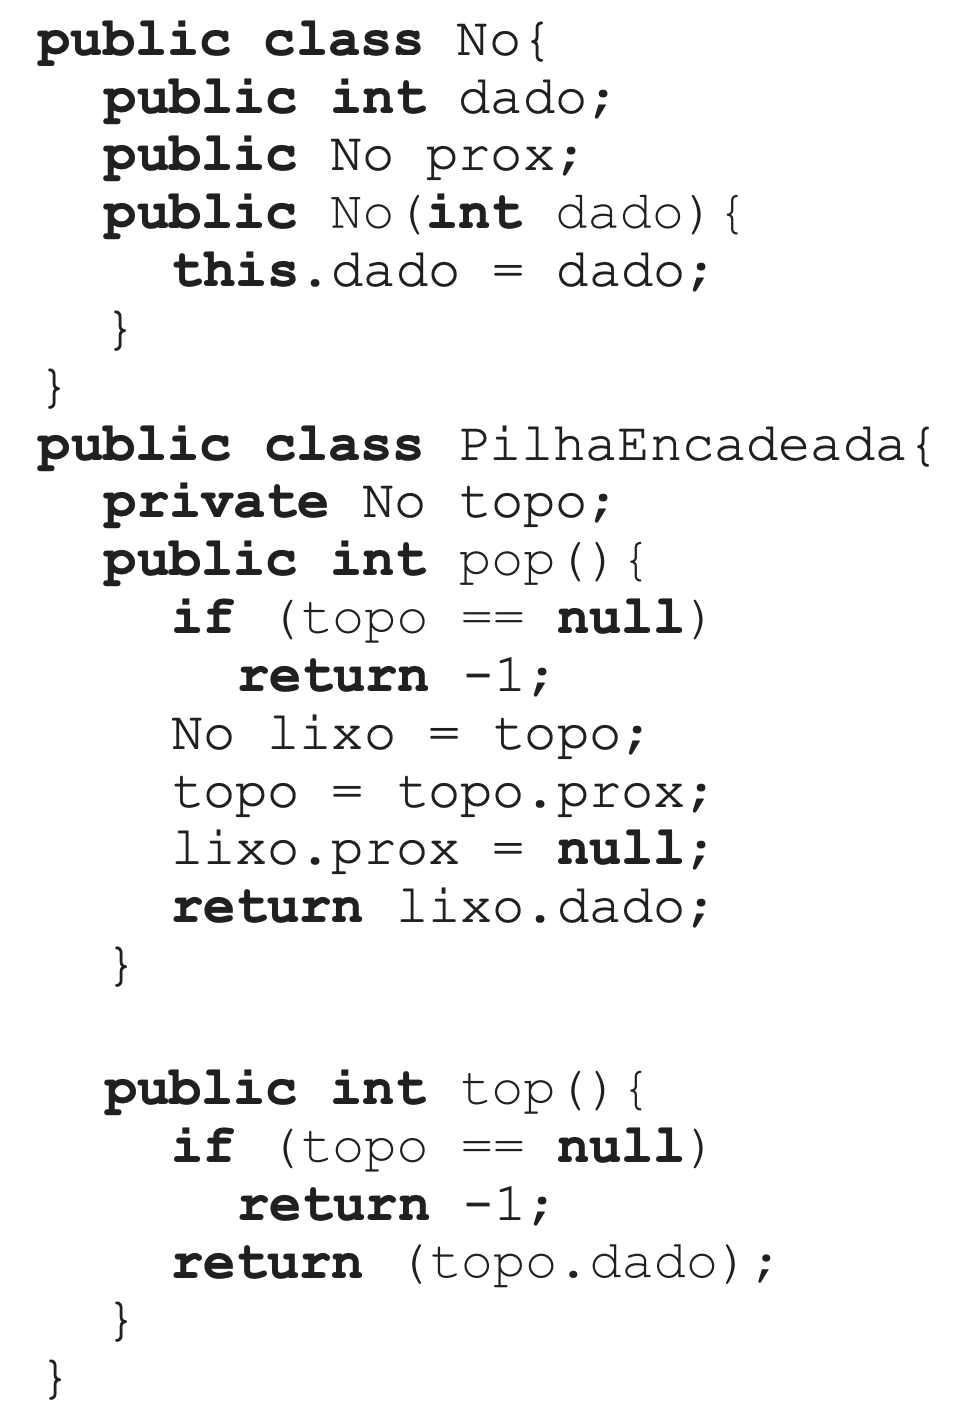 public class No{
public int dado;
public No prox;
public No(int dado){
this.dado = dado;
}
}
public class PilhaEncadeada{
private No topo;
public int pop(){
if (topo == null)
return -1;
No lixo = topo;
topo = topo.prox;
lixo.prox = null;
return lixo.dado;
}
public int top(){
if (topo == null)
return -1;
return (topo.dado);
}
}